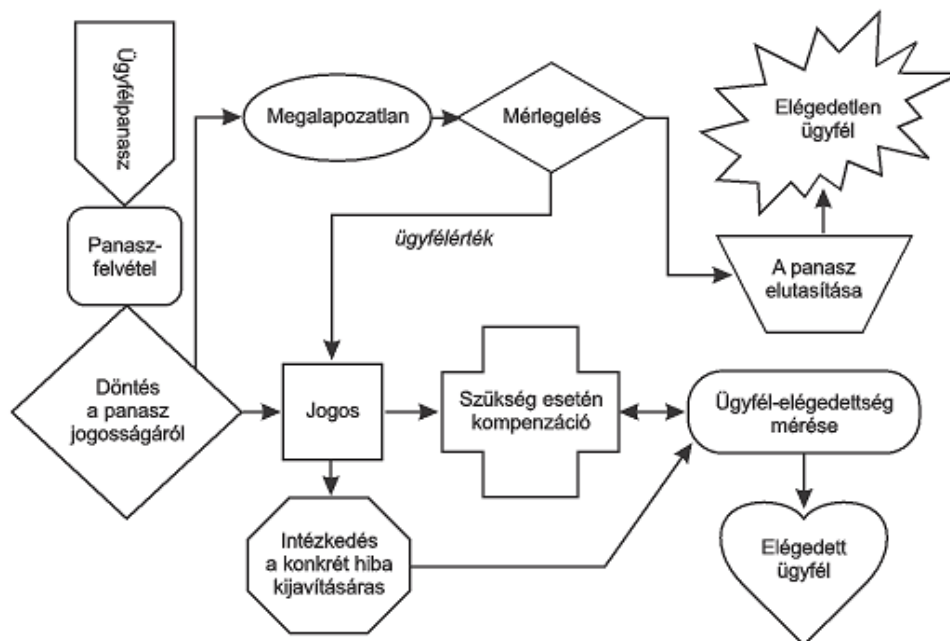 Ügyfélpanasz
Panasz-
felvétel
Döntés
a panasz
jogosságáról
Megalapozatlan
Mérlegelés
ügyfélérték
Elégedetlen
ügyfél
A panasz
elutasítása
Jogos
Szükség esetén
kompenzáció
Ügyfél-elégedettség
mérése
Intézkedés
a konkrét hiba
kijavításáras
Elégedett
ügyfél